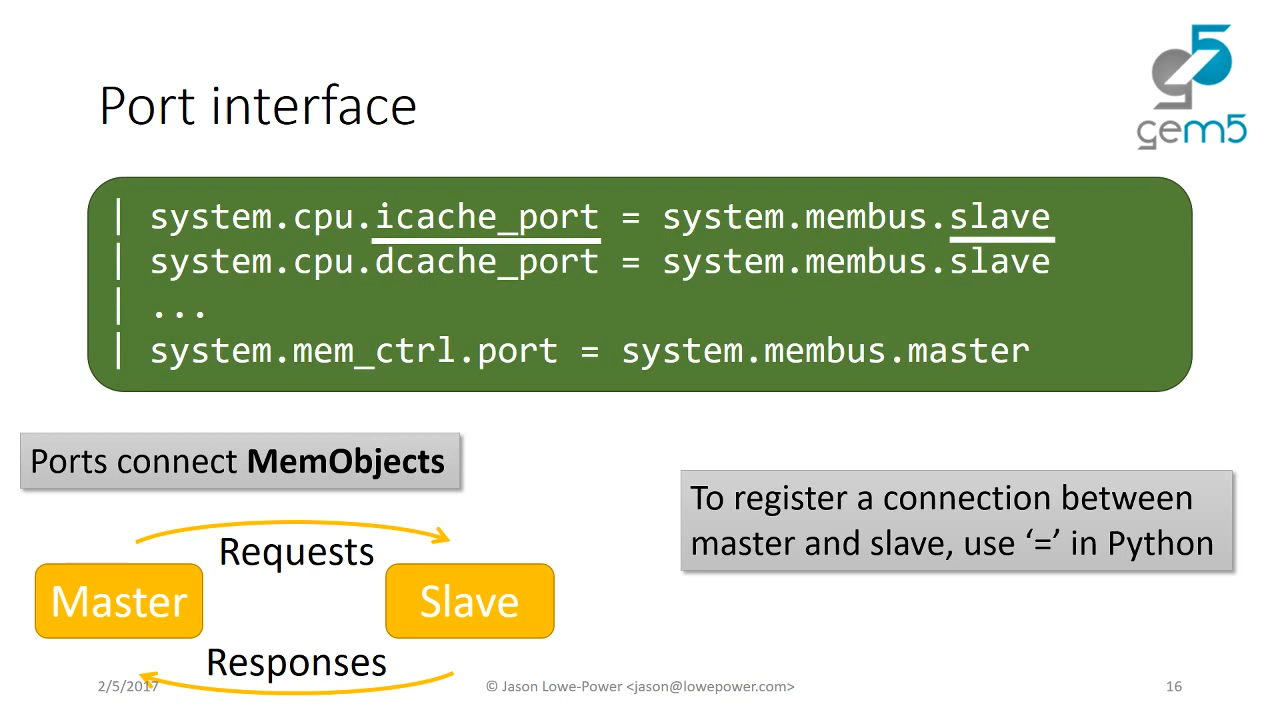 Port interface
gem5
| system.cpu.icache_port = system.membus.slave
| system.cpu.dcache_port = system.membus.slave
| ...
| system.mem_ctrl.port = system.membus.master
Ports connect MemObjects
To register a connection between
master and slave, use ‘=’ in Python
Requests
Master
Slave
Responses
2/5/2017
© Jason Lowe-Power <jason@lowepower.com>
16